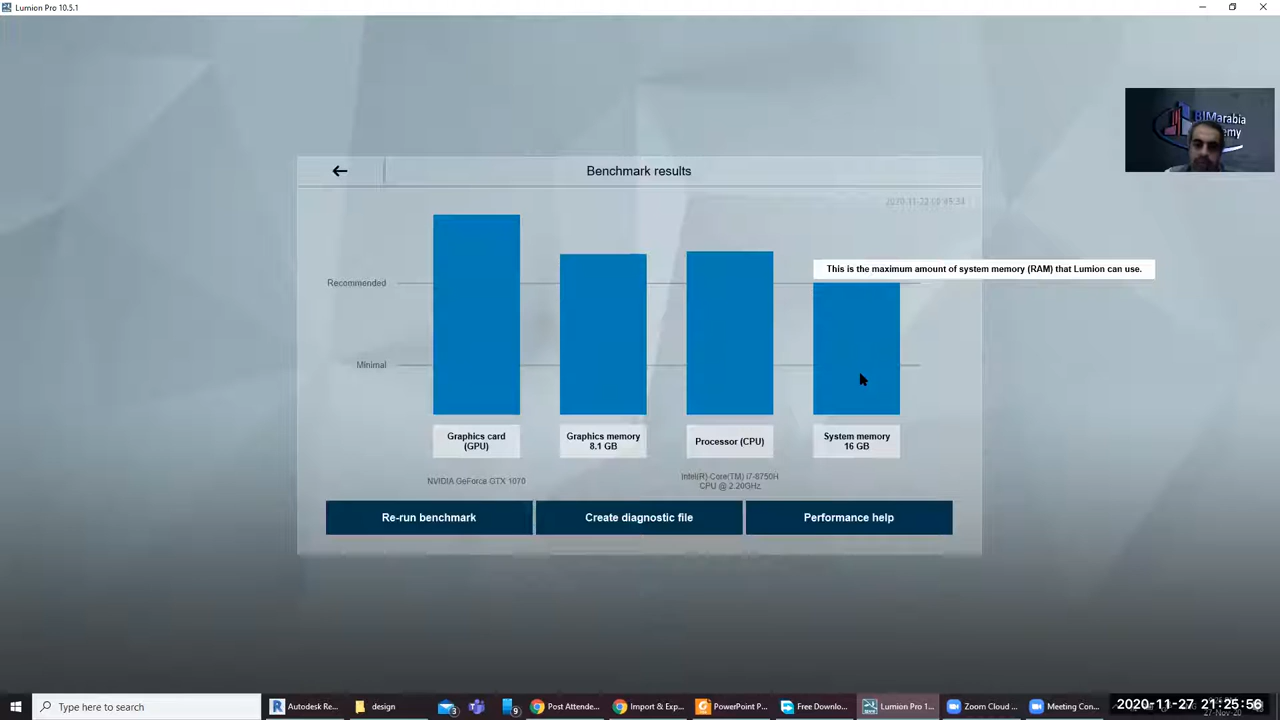 Lumion Pro 10.5.1
BIMarabia
Academy
Benchmark results
Recommended
This is the maximum amount of system memory (RAM) that Lumion can use.
Minimal
Graphics card
(GPU)
Graphics memory
8.1 GB
Processor (CPU)
System memory
16 GB
NVIDIA GeForce GTX 1070
Intel(R) Core(TM) i7-8750H
CPU @ 2.20GHz
Re-run benchmark
Create diagnostic file
Performance help
Type here to search
Autodesk Re...
design
3
9
Post Attende...
Import & Exp...
PowerPoint P...
Free Downlo...
Lumion Pro 1...
Zoom Cloud ...
Meeting Con...
2020-11-27 21:25:56